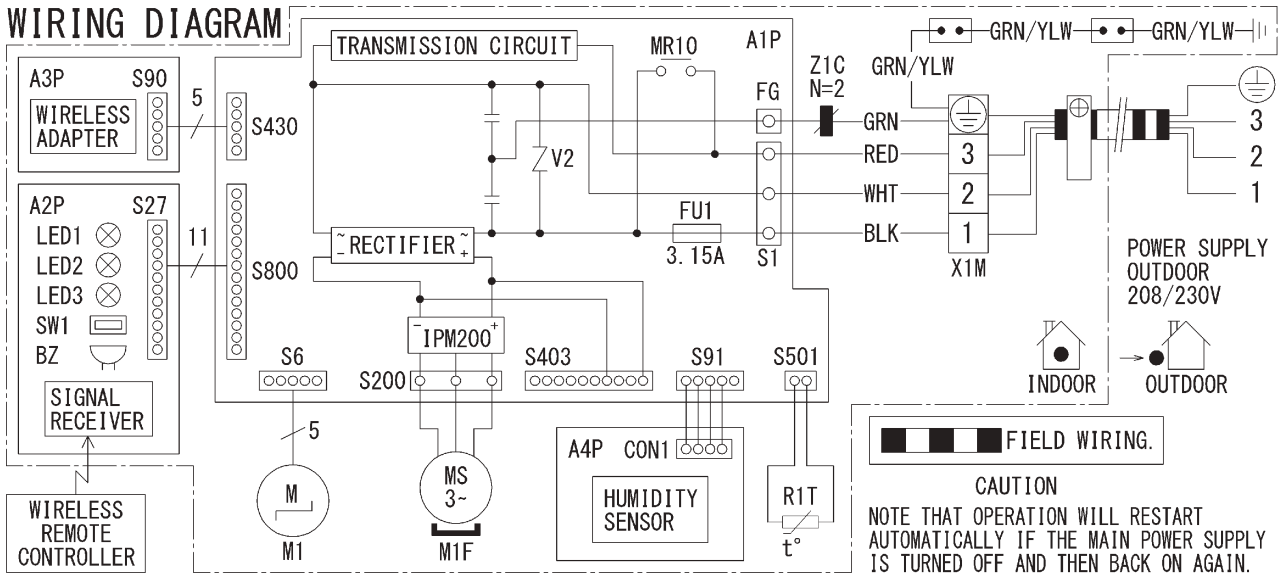 WIRING DIAGRAM
A3P
S90
WIRELESS
ADAPTER
5
S430
A2P
S27
LED1
LED2
LED3
SW1
BZ
11
S800
SIGNAL
RECEIVER
WIRELESS
REMOTE
CONTROLLER
TRANSMISSION CIRCUIT
MR10
A1P
V2
~ RECTIFIER ~
- +
FU1
3.15A
FG
S1
- IPM200 +
S6
S200
S403
S91
S501
5
M
M1
MS
3~
M1F
A4P
CON1
HUMIDITY
SENSOR
R1T
t°
Z1C
N=2
GRN/YLW
GRN/YLW
GRN/YLW
GRN
RED
WHT
BLK
3
2
1
X1M
3
2
1
POWER SUPPLY
OUTDOOR
208/230V
INDOOR
OUTDOOR
FIELD WIRING.
CAUTION
NOTE THAT OPERATION WILL RESTART
AUTOMATICALLY IF THE MAIN POWER SUPPLY
IS TURNED OFF AND THEN BACK ON AGAIN.